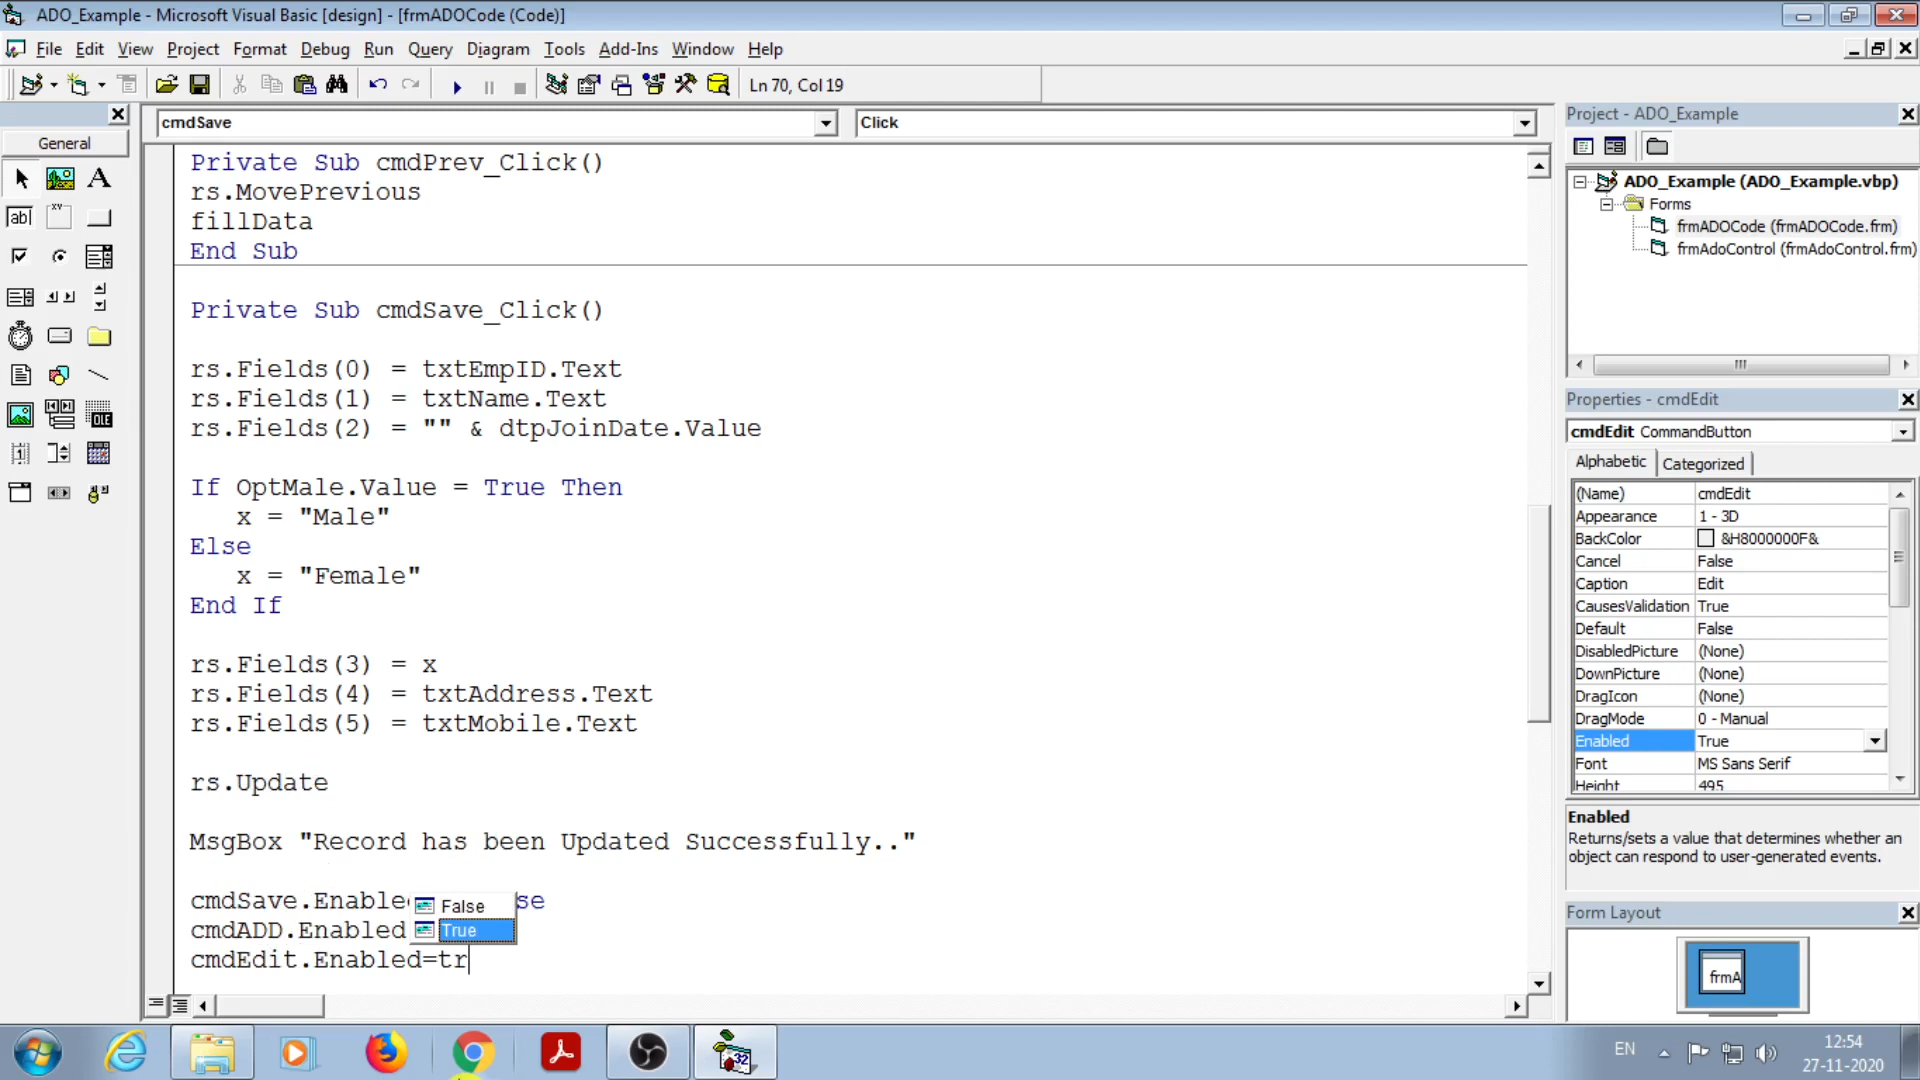 ADO_Example - Microsoft Visual Basic [design] - [frmADOCode (Code)]
File Edit View Project Format Debug Run Query Diagram Tools Add-Ins Window Help
Ln 70, Col 19
General
cmdSave
Click
Private Sub cmdPrev_Click()
rs.MovePrevious
fillData
End Sub
Private Sub cmdSave_Click()
rs.Fields(0) = txtEmpID.Text
rs.Fields(1) = txtName.Text
rs.Fields(2) = "" & dtpJoinDate.Value
If OptMale.Value = True Then
x = "Male"
Else
x = "Female"
End If
rs.Fields(3) = x
rs.Fields(4) = txtAddress.Text
rs.Fields(5) = txtMobile.Text
rs.Update
MsgBox "Record has been Updated Successfully.."
cmdSave.Enable se
cmdADD.Enabled
cmdEdit.Enabled=tr
False
True
Project - ADO_Example
ADO_Example (ADO_Example.vbp)
Forms
frmADOCode (frmADOCode.frm)
frmAdoControl (frmAdoControl.frm)
Properties - cmdEdit
cmdEdit CommandButton
Alphabetic Categorized
(Name) cmdEdit
Appearance 1 - 3D
BackColor &H8000000F&
Cancel False
Caption Edit
CausesValidation True
Default False
DisabledPicture (None)
DownPicture (None)
DragIcon (None)
DragMode 0 - Manual
Enabled True
Font MS Sans Serif
Height 495
Enabled
Returns/sets a value that determines whether an
object can respond to user-generated events.
Form Layout
frmA
EN
12:54
27-11-2020